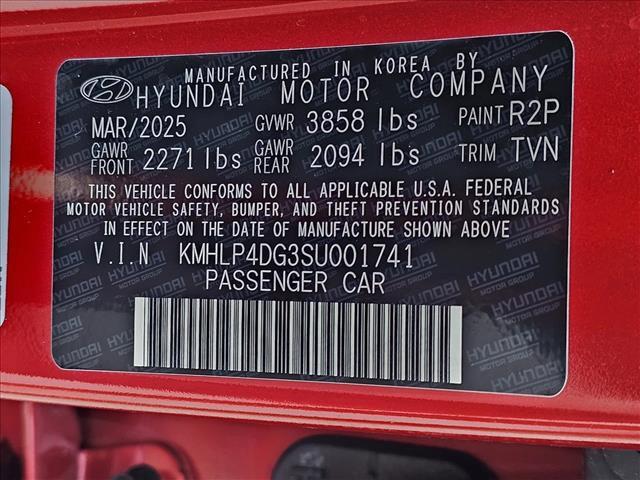 MANUFACTURED IN KOREA BY
HYUNDAI MOTOR COMPANY
MAR/2025 GVWR 3858 lbs PAINT R2P
GAWR FRONT 2271 lbs GAWR REAR 2094 lbs TRIM TVN
THIS VEHICLE CONFORMS TO ALL APPLICABLE U.S.A. FEDERAL
MOTOR VEHICLE SAFETY, BUMPER, AND THEFT PREVENTION STANDARDS
IN EFFECT ON THE DATE OF MANUFACTURE SHOWN ABOVE
V.I.N KMHLP4DG3SU001741
PASSENGER CAR